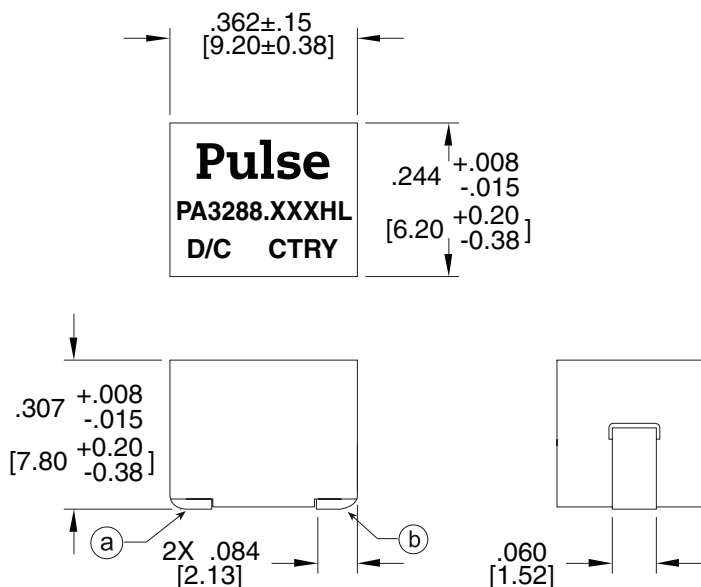 .362±.15
[9.20±0.38]
Pulse
PA3288.XXXHL
D/C CTRY
.244 +.008
-.015
[6.20 +0.20
-0.38 ]
.307 +.008
-.015
[7.80 +0.20
-0.38 ]
a
b
2X .084
[2.13]
.060
[1.52]